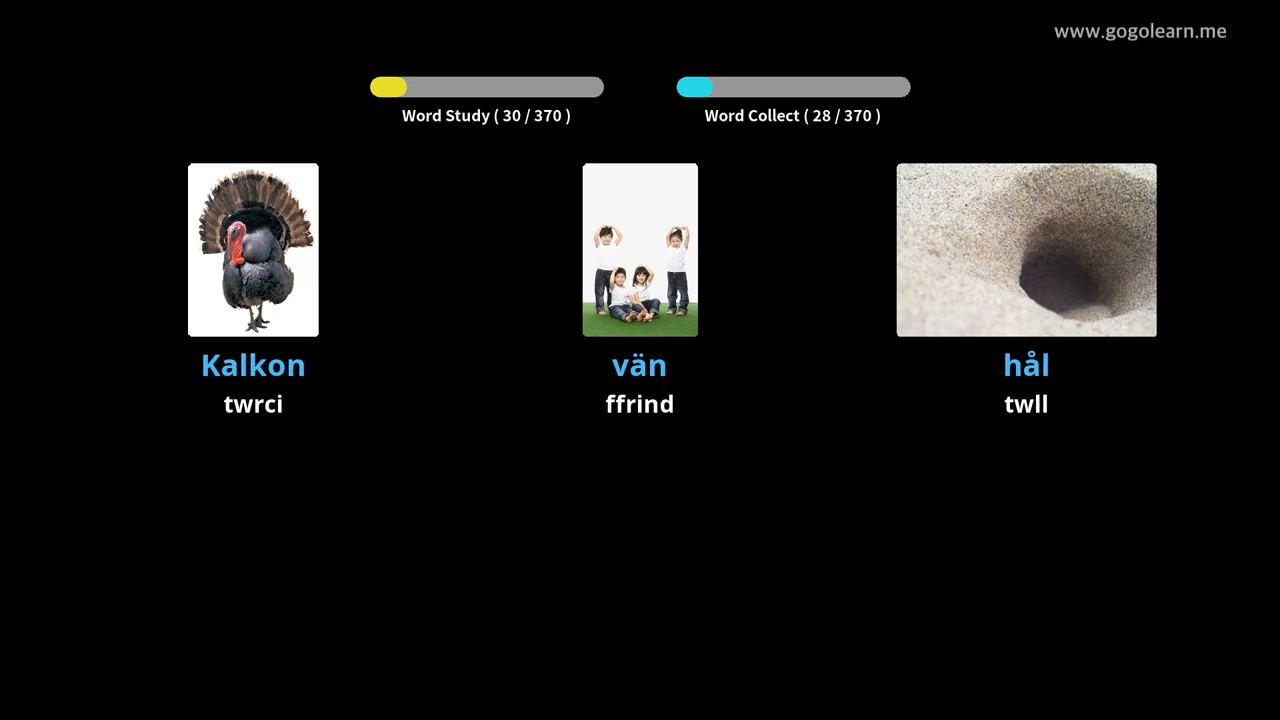 www.gogolearn.me
Word Study ( 30 / 370 )
Word Collect ( 28 / 370 )
Kalkon
twrci
vän
ffrind
hål
twll